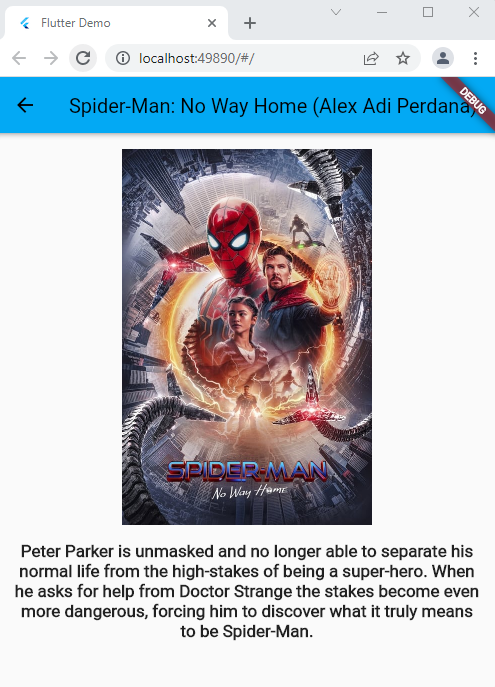 Flutter Demo
localhost:49890/#/
Spider-Man: No Way Home (Alex Adi Perdana)
DEBUG
SPIDER-MAN
No Way Home
Peter Parker is unmasked and no longer able to separate his
normal life from the high-stakes of being a super-hero. When
he asks for help from Doctor Strange the stakes become even
more dangerous, forcing him to discover what it truly means
to be Spider-Man.